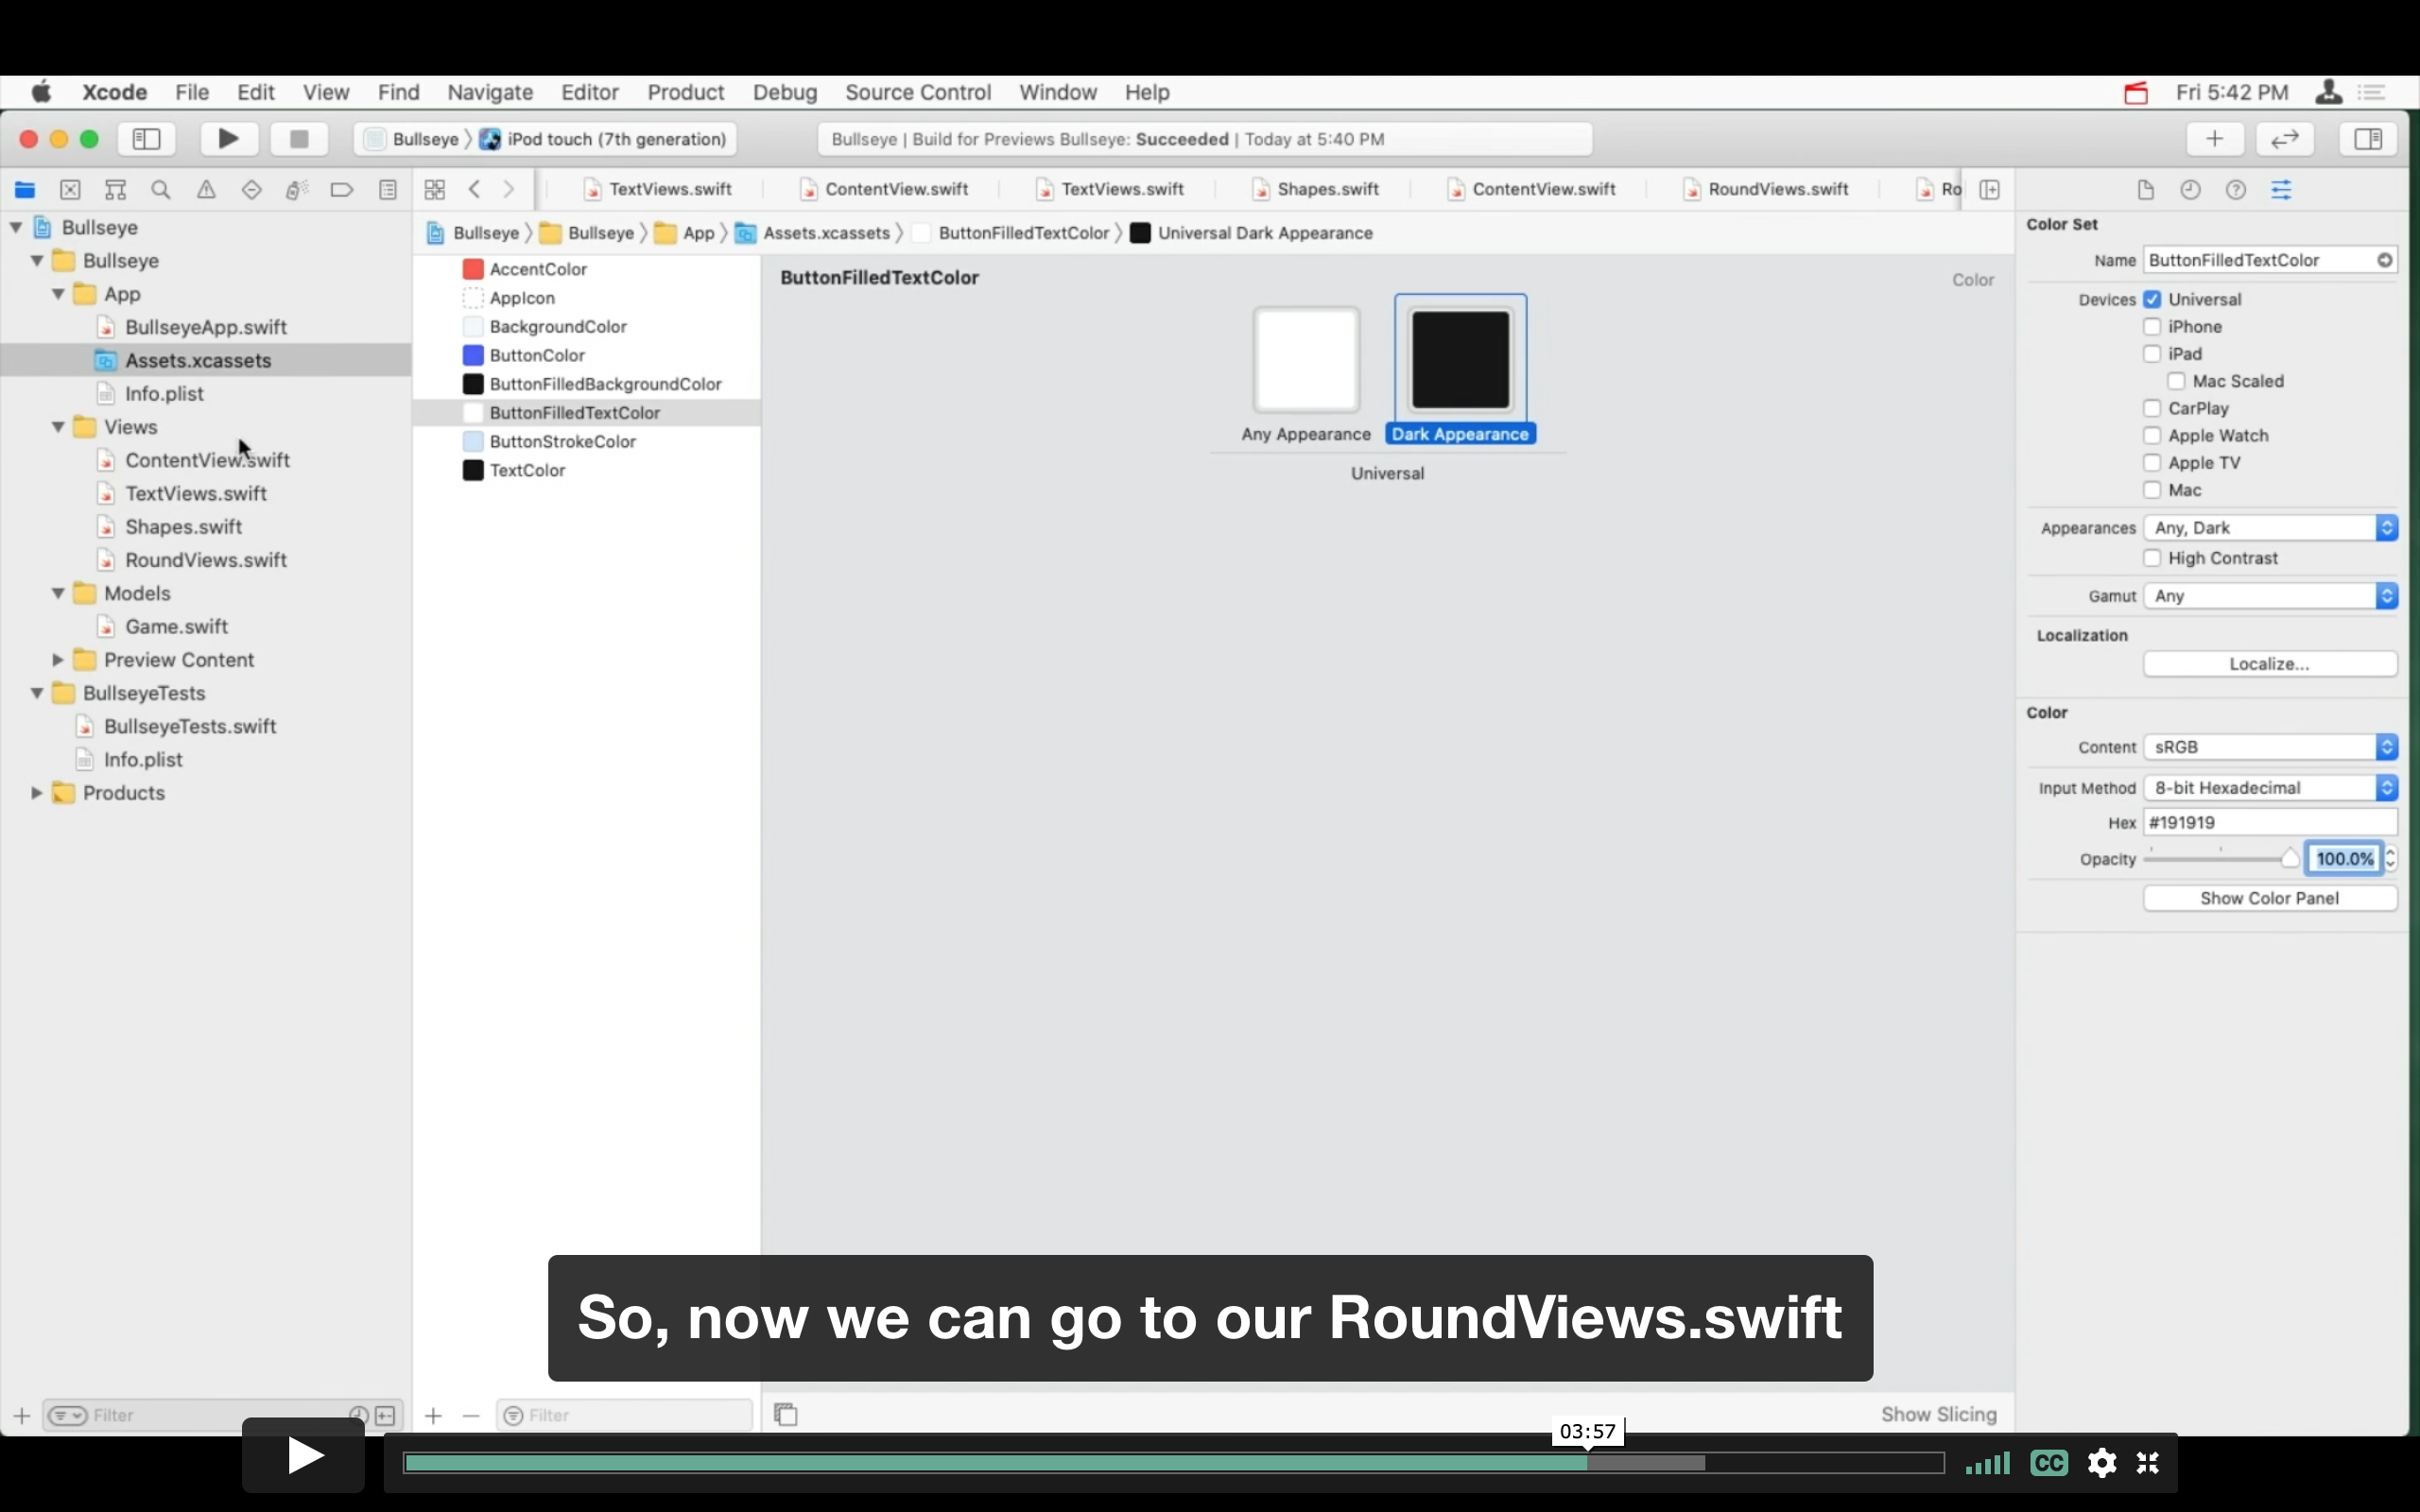 Xcode File Edit View Find Navigate Editor Product Debug Source Control Window Help Fri 5:42 PM
Bullseye iPod touch (7th generation) Bullseye | Build for Previews Bullseye: Succeeded | Today at 5:40 PM
TextViews.swift ContentView.swift TextViews.swift Shapes.swift ContentView.swift RoundViews.swift Ro
Bullseye
Bullseye
App
BullseyeApp.swift
Assets.xcassets
Info.plist
Views
ContentView.swift
TextViews.swift
Shapes.swift
RoundViews.swift
Models
Game.swift
Preview Content
BullseyeTests
BullseyeTests.swift
Info.plist
Products
Filter
Bullseye Bullseye App Assets.xcassets ButtonFilledTextColor Universal Dark Appearance
AccentColor
AppIcon
BackgroundColor
ButtonColor
ButtonFilledBackgroundColor
ButtonFilledTextColor
ButtonStrokeColor
TextColor
Filter
ButtonFilledTextColor Color
Any Appearance Dark Appearance
Universal
Show Slicing
Color Set
Name ButtonFilledTextColor
Devices Universal
iPhone
iPad
Mac Scaled
CarPlay
Apple Watch
Apple TV
Mac
Appearances Any, Dark
High Contrast
Gamut Any
Localization
Localize...
Color
Content sRGB
Input Method 8-bit Hexadecimal
Hex #191919
Opacity 100.0%
Show Color Panel
So, now we can go to our RoundViews.swift
03:57
CC